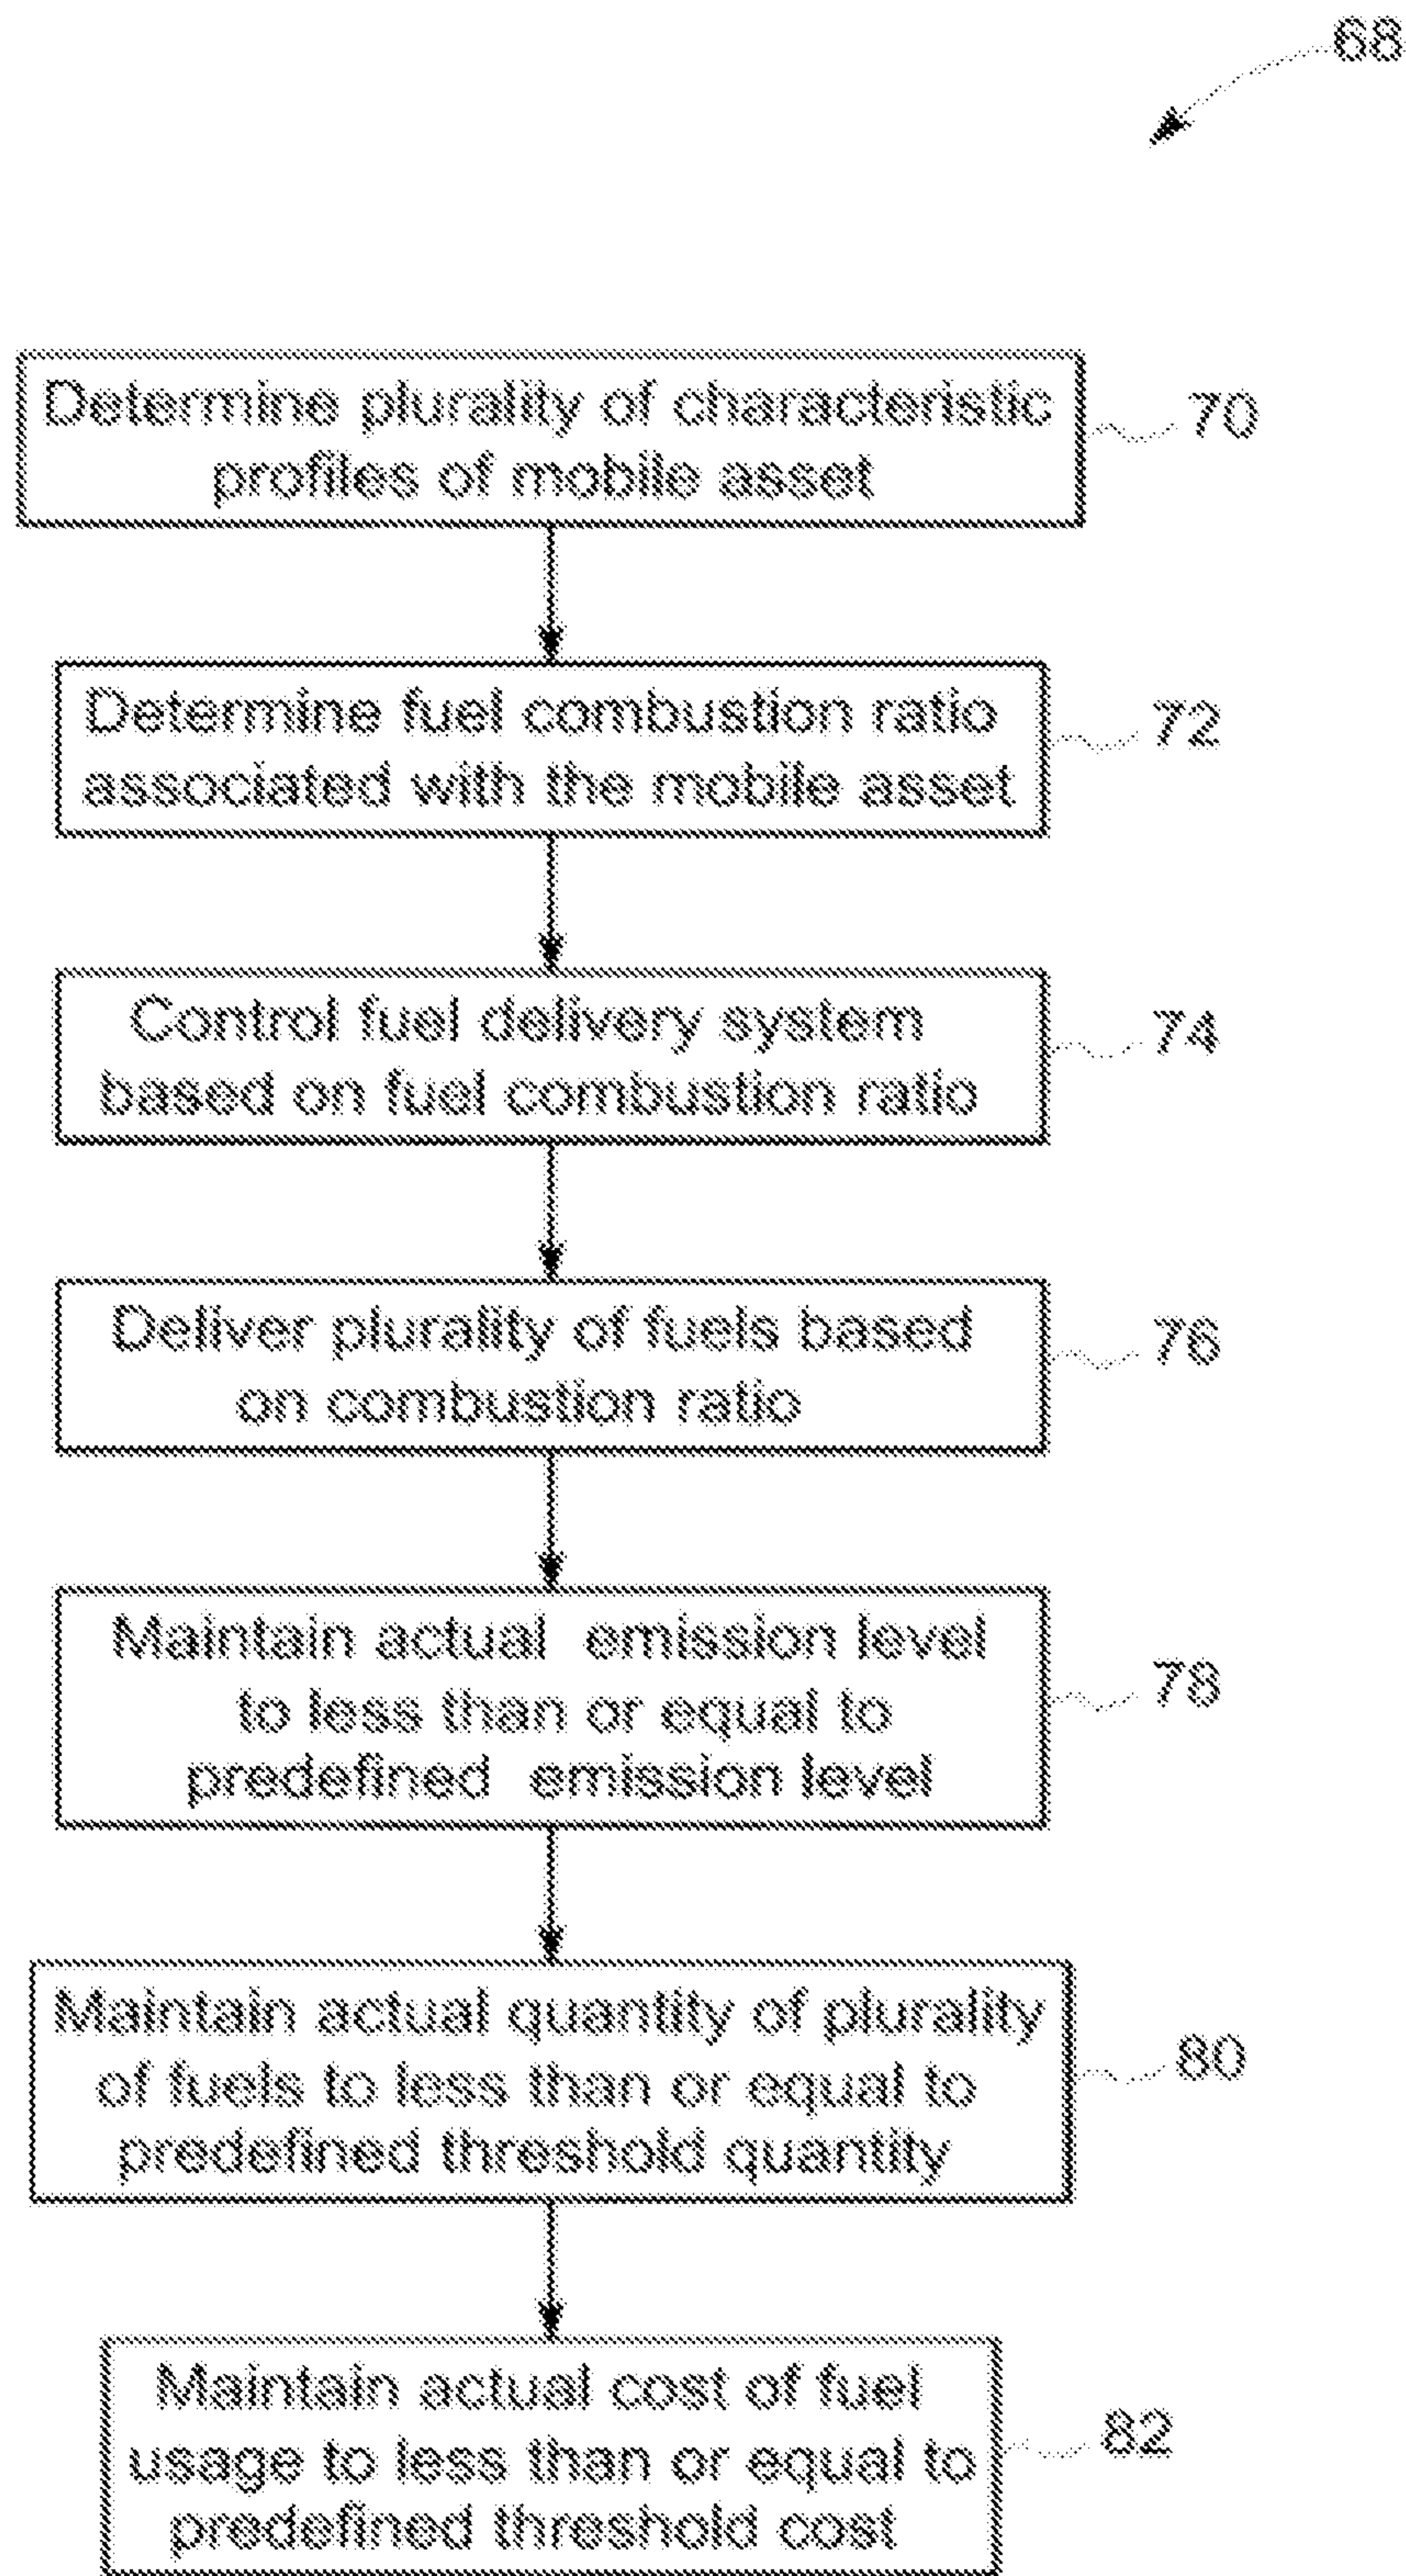 68
Determine plurality of characteristic
profiles of mobile asset
70
Determine fuel combustion ratio
associated with the mobile asset
72
Control fuel delivery system
based on fuel combustion ratio
74
Deliver plurality of fuels based
on combustion ratio
76
Maintain actual emission level
to less than or equal to
predefined emission level
78
Maintain actual quantity of plurality
of fuels to less than or equal to
predefined threshold quantity
80
Maintain actual cost of fuel
usage to less than or equal to
predefined threshold cost
82